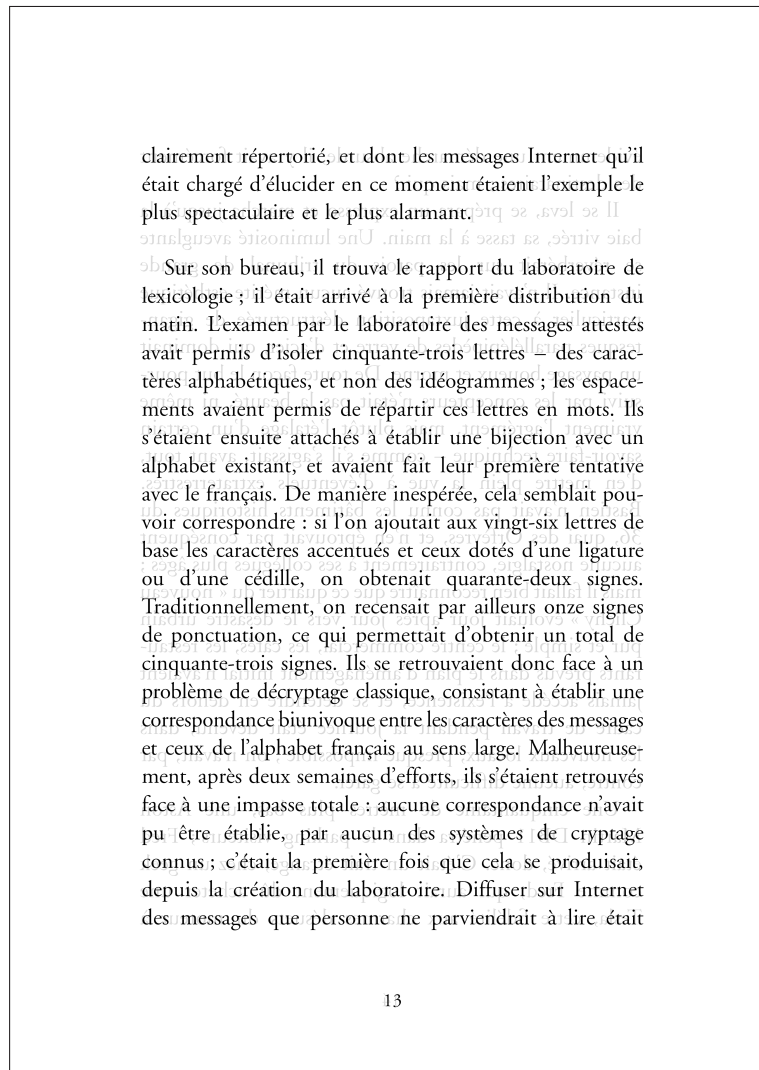 clairement répertorié, et dont les messages Internet qu’il
était chargé d’élucider en ce moment étaient l’exemple le
plus spectaculaire et le plus alarmant.
Sur son bureau, il trouva le rapport du laboratoire de
lexicologie ; il était arrivé à la première distribution du
matin. L’examen par le laboratoire des messages attestés
avait permis d’isoler cinquante-trois lettres – des carac-
tères alphabétiques, et non des idéogrammes ; les espace-
ments avaient permis de répartir ces lettres en mots. Ils
s’étaient ensuite attachés à établir une bijection avec un
alphabet existant, et avaient fait leur première tentative
avec le français. De manière inespérée, cela semblait pou-
voir correspondre : si l’on ajoutait aux vingt-six lettres de
base les caractères accentués et ceux dotés d’une ligature
ou d’une cédille, on obtenait quarante-deux signes.
Traditionnellement, on recensait par ailleurs onze signes
de ponctuation, ce qui permettait d’obtenir un total de
cinquante-trois signes. Ils se retrouvaient donc face à un
problème de décryptage classique, consistant à établir une
correspondance biunivoque entre les caractères des messages
et ceux de l’alphabet français au sens large. Malheureuse-
ment, après deux semaines d’efforts, ils s’étaient retrouvés
face à une impasse totale : aucune correspondance n’avait
pu être établie, par aucun des systèmes de cryptage
connus ; c’était la première fois que cela se produisait,
depuis la création du laboratoire. Diffuser sur Internet
des messages que personne ne parviendrait à lire était
13